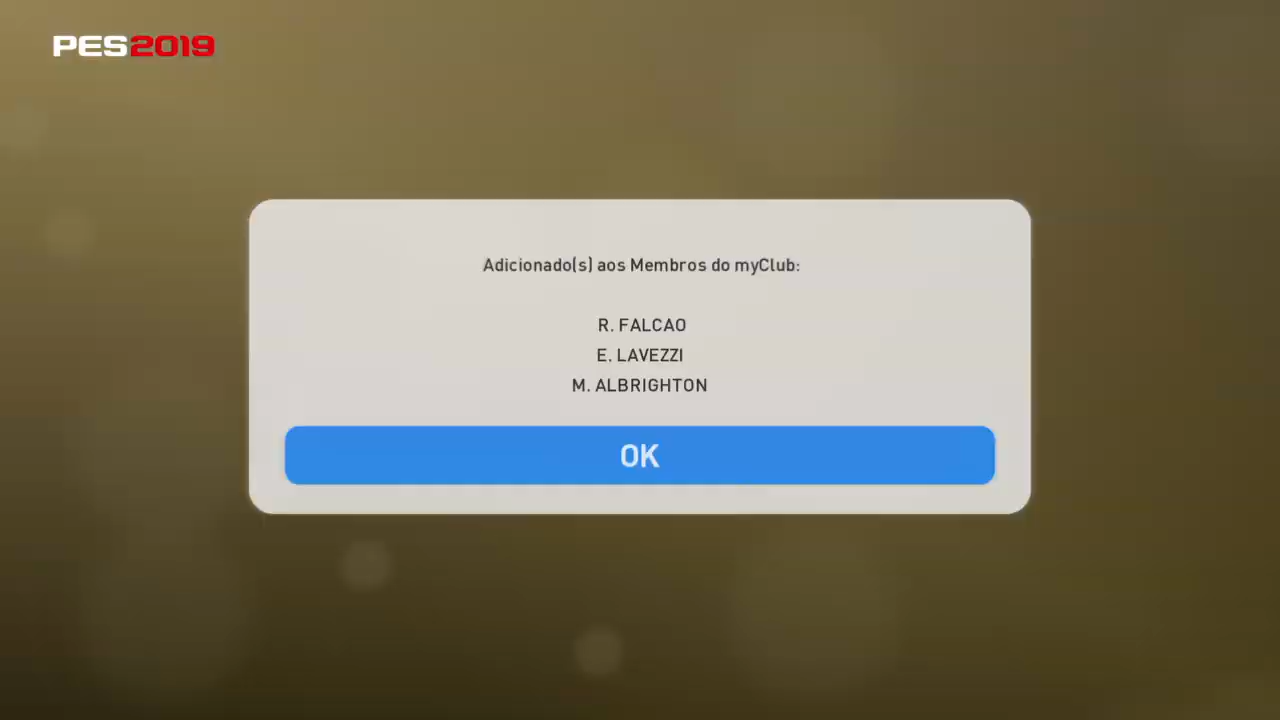 PES2019
Adicionado(s) aos Membros do myClub:
R. FALCAO
E. LAVEZZI
M. ALBRIGHTON
OK